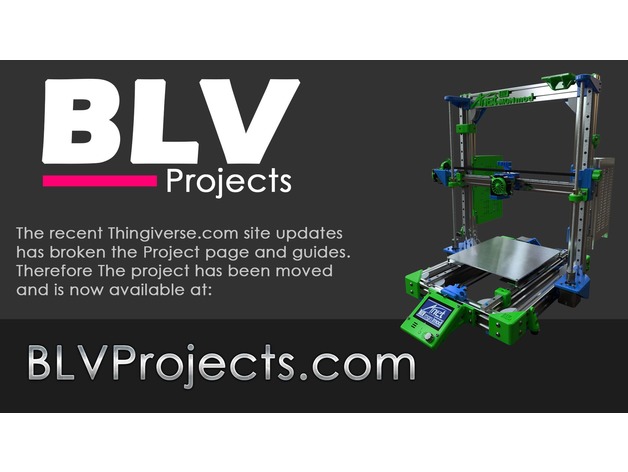 BLV
Projects
The recent Thingiverse.com site updates
has broken the Project page and guides.
Therefore The project has been moved
and is now available at:
BLVProjects.com
Anet